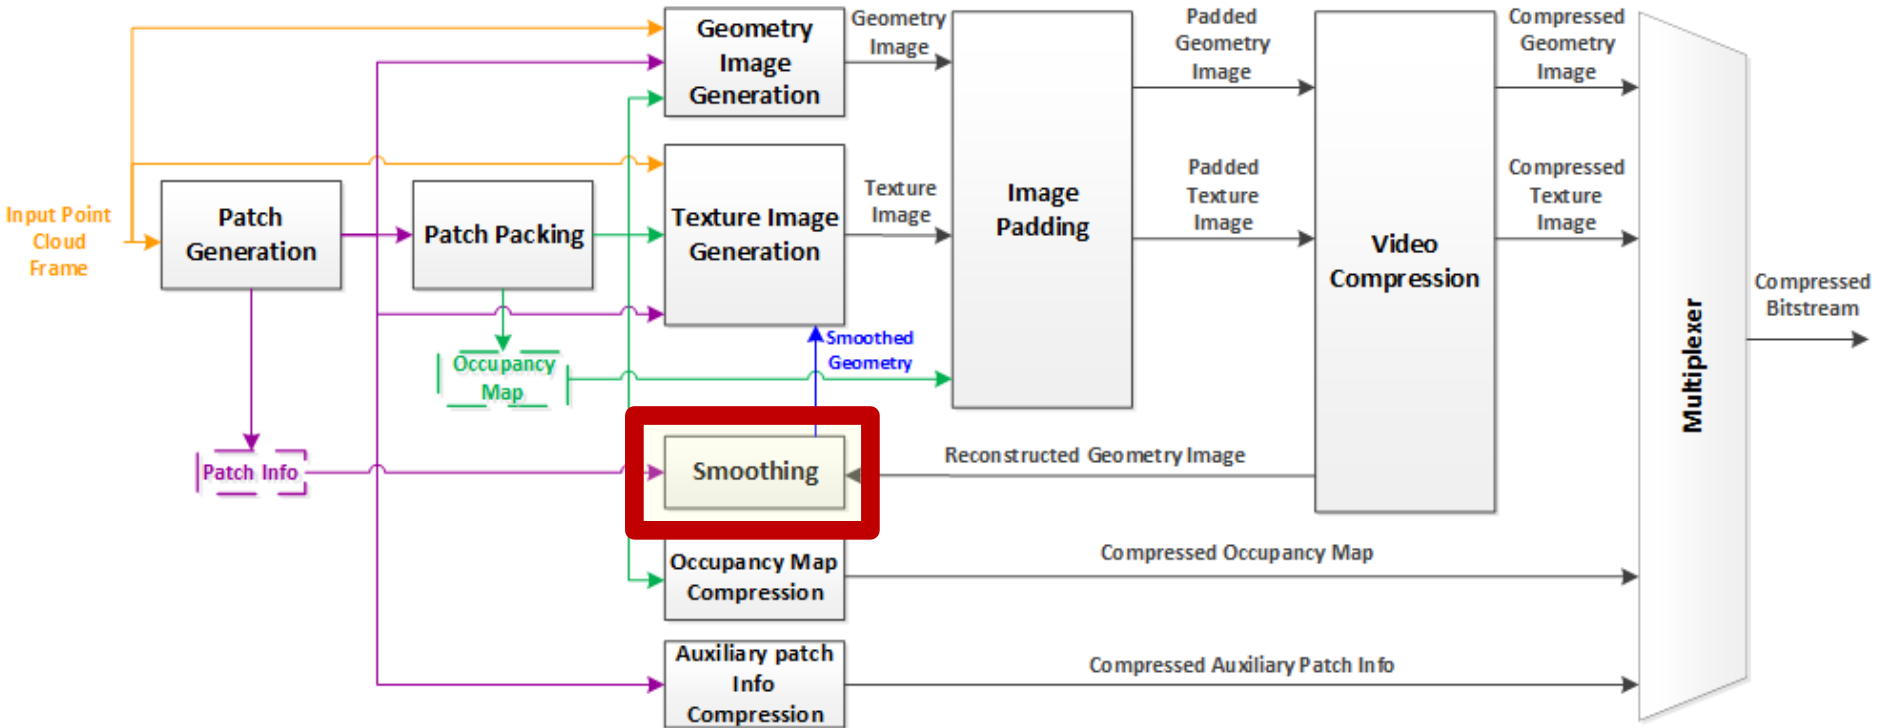 Geometry
Image
Generation
Geometry
Image
Padded
Geometry
Image
Compressed
Geometry
Image
Input Point
Cloud
Frame
Patch
Generation
Patch Packing
Texture Image
Generation
Texture
Image
Image
Padding
Padded
Texture
Image
Video
Compression
Compressed
Texture
Image
Multiplexer
Compressed
Bitstream
Occupancy
Map
Smoothed
Geometry
Patch Info
Smoothing
Reconstructed Geometry Image
Occupancy Map
Compression
Compressed Occupancy Map
Auxiliary patch
Info
Compression
Compressed Auxiliary Patch Info